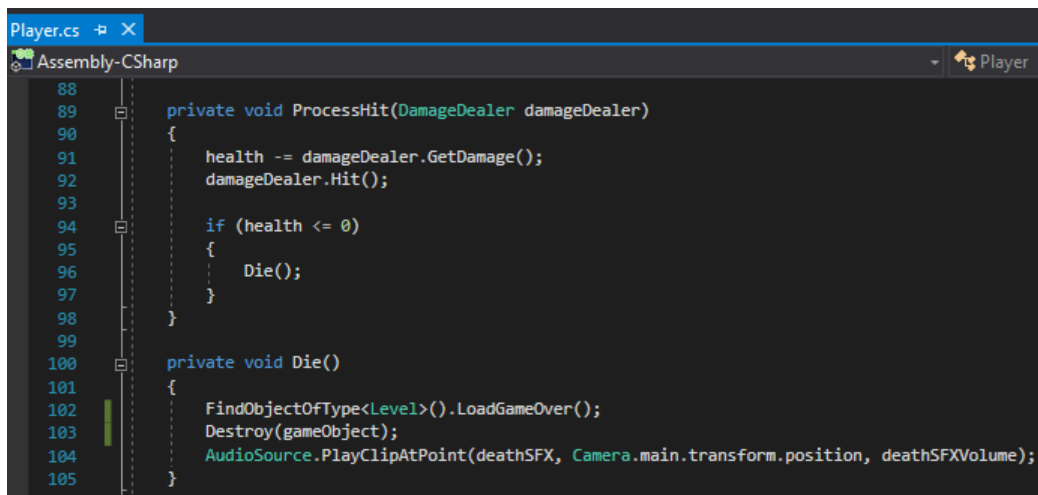 Player.cs
Assembly-CSharp Player
88
89 private void ProcessHit(DamageDealer damageDealer)
90 {
91 health -= damageDealer.GetDamage();
92 damageDealer.Hit();
93
94 if (health <= 0)
95 {
96 Die();
97 }
98 }
99
100 private void Die()
101 {
102 FindObjectOfType<Level>().LoadGameOver();
103 Destroy(gameObject);
104 AudioSource.PlayClipAtPoint(deathSFX, Camera.main.transform.position, deathSFXVolume);
105 }